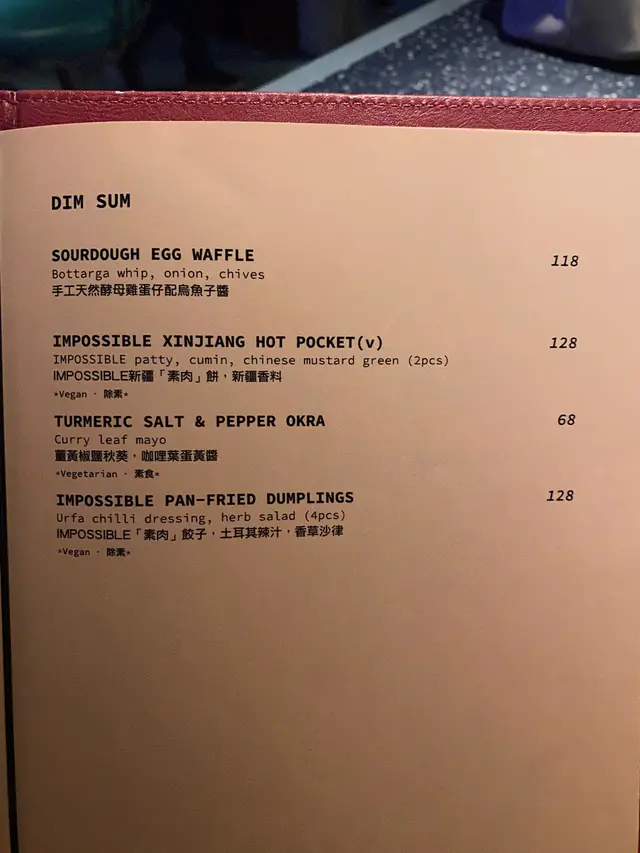 DIM SUM
SOURDOUGH EGG WAFFLE 118
Bottarga whip, onion, chives
手工天然酵母雞蛋仔配烏魚子醬
IMPOSSIBLE XINJIANG HOT POCKET(v) 128
IMPOSSIBLE patty, cumin, chinese mustard green (2pcs)
IMPOSSIBLE新疆「素肉」餅，新疆香料
*Vegan · 除素*
TURMERIC SALT & PEPPER OKRA 68
Curry leaf mayo
薑黃椒鹽秋葵，咖哩葉蛋黃醬
*Vegetarian · 素食*
IMPOSSIBLE PAN-FRIED DUMPLINGS 128
Urfa chilli dressing, herb salad (4pcs)
IMPOSSIBLE「素肉」餃子，土耳其辣汁，香草沙律
*Vegan · 除素*